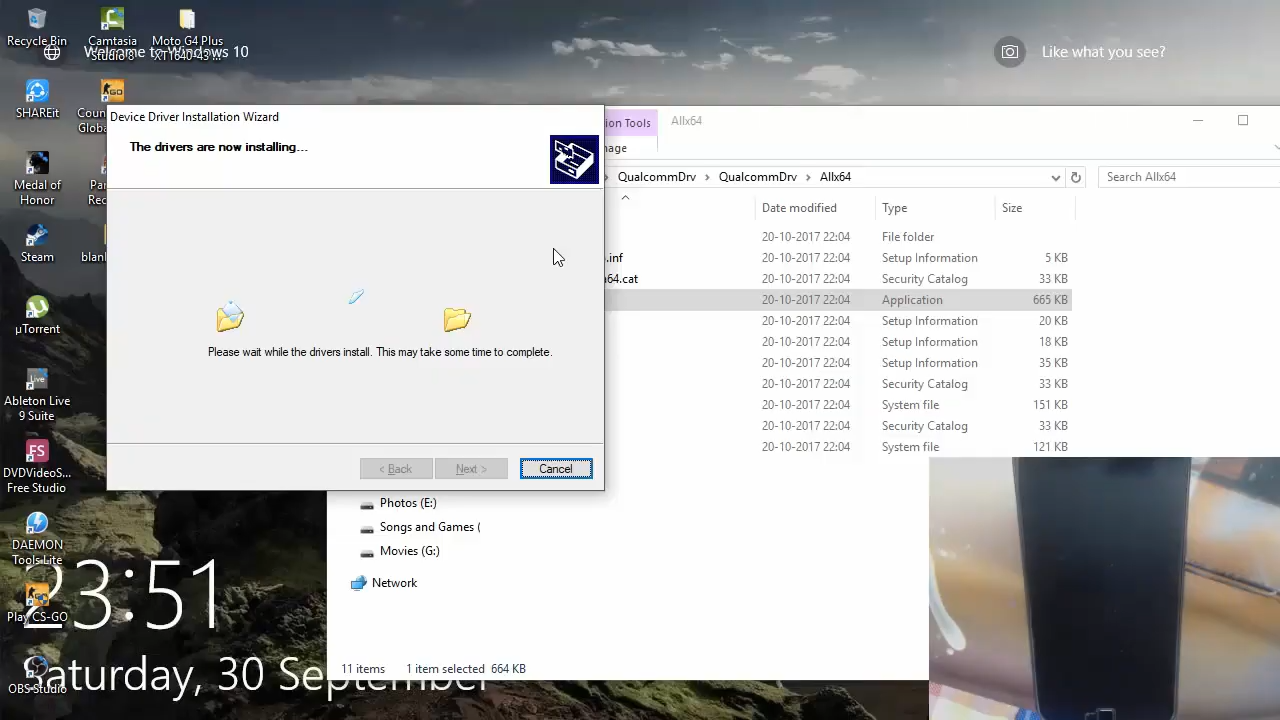 Recycle Bin
Camtasia
Studio 8
Moto G4 Plus
XT1640-43 ...
Welcome to Windows 10
Like what you see?
SHAREit
Coun
Globa
Medal of
Honor
Par
Rec
Steam
blan
µTorrent
Live
Ableton Live
9 Suite
FS
DVDVideoS...
Free Studio
DAEMON
Tools Lite
GO
Play CS-GO
OBS Studio
23:51
Saturday, 30 September
Device Driver Installation Wizard
The drivers are now installing...
Please wait while the drivers install. This may take some time to complete.
< Back
Next >
Cancel
ion Tools
Allx64
nage
QualcommDrv > QualcommDrv > Allx64
Search Allx64
Date modified Type Size
20-10-2017 22:04 File folder
.inf 20-10-2017 22:04 Setup Information 5 KB
64.cat 20-10-2017 22:04 Security Catalog 33 KB
20-10-2017 22:04 Application 665 KB
20-10-2017 22:04 Setup Information 20 KB
20-10-2017 22:04 Setup Information 18 KB
20-10-2017 22:04 Setup Information 35 KB
20-10-2017 22:04 Security Catalog 33 KB
20-10-2017 22:04 System file 151 KB
20-10-2017 22:04 Security Catalog 33 KB
20-10-2017 22:04 System file 121 KB
Photos (E:)
Songs and Games (
Movies (G:)
Network
11 items 1 item selected 664 KB